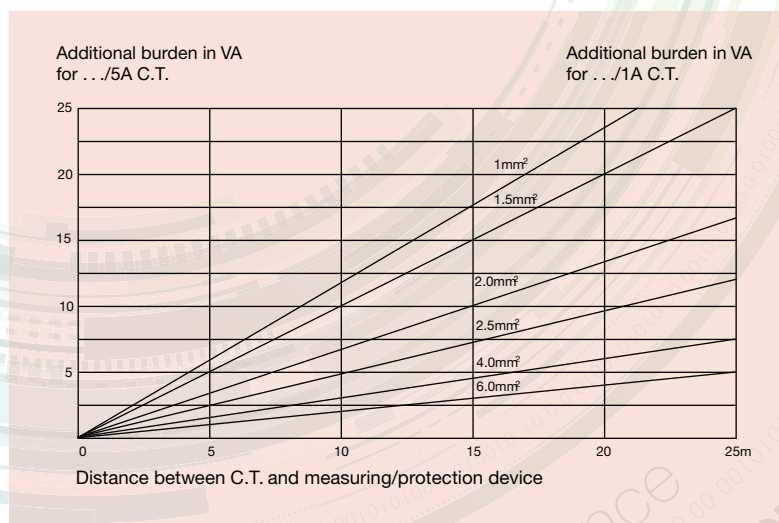 Additional burden in VA
for . . ./5A C.T.
Additional burden in VA
for . . ./1A C.T.
25
20
15
10
5
1mm²
1.5mm²
2.0mm²
2.5mm²
4.0mm²
6.0mm²
0 5 10 15 20 25m
Distance between C.T. and measuring/protection device